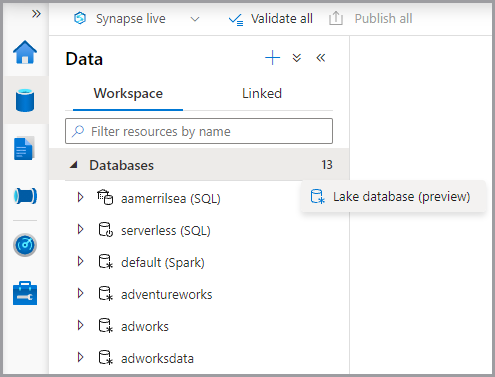 Synapse live Validate all Publish all
Data
Workspace Linked
Filter resources by name
Databases 13
aamerrilsea (SQL)
Lake database (preview)
serverless (SQL)
default (Spark)
adventureworks
adworks
adworksdata